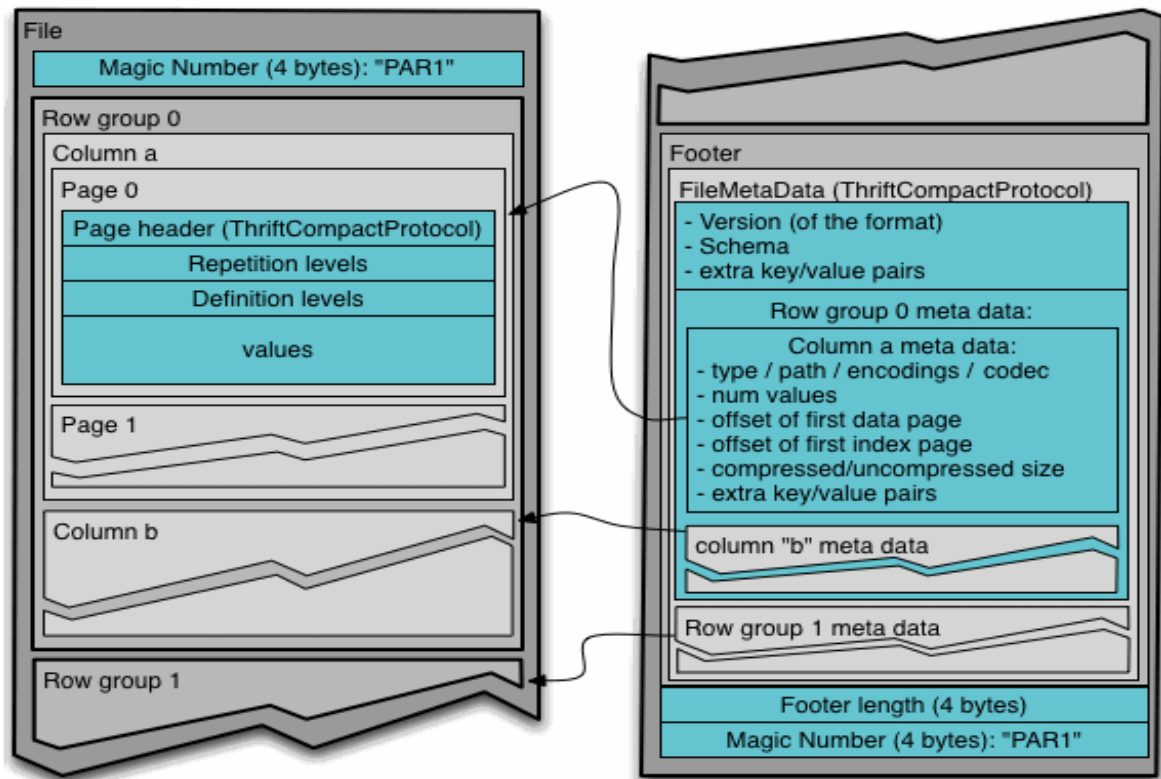 File
Magic Number (4 bytes): "PAR1"
Row group 0
Column a
Page 0
Page header (ThriftCompactProtocol)
Repetition levels
Definition levels
values
Page 1
Column b
Row group 1
Footer
FileMetaData (ThriftCompactProtocol)
- Version (of the format)
- Schema
- extra key/value pairs
Row group 0 meta data:
Column a meta data:
- type / path / encodings / codec
- num values
- offset of first data page
- offset of first index page
- compressed/uncompressed size
- extra key/value pairs
column "b" meta data
Row group 1 meta data
Footer length (4 bytes)
Magic Number (4 bytes): "PAR1"